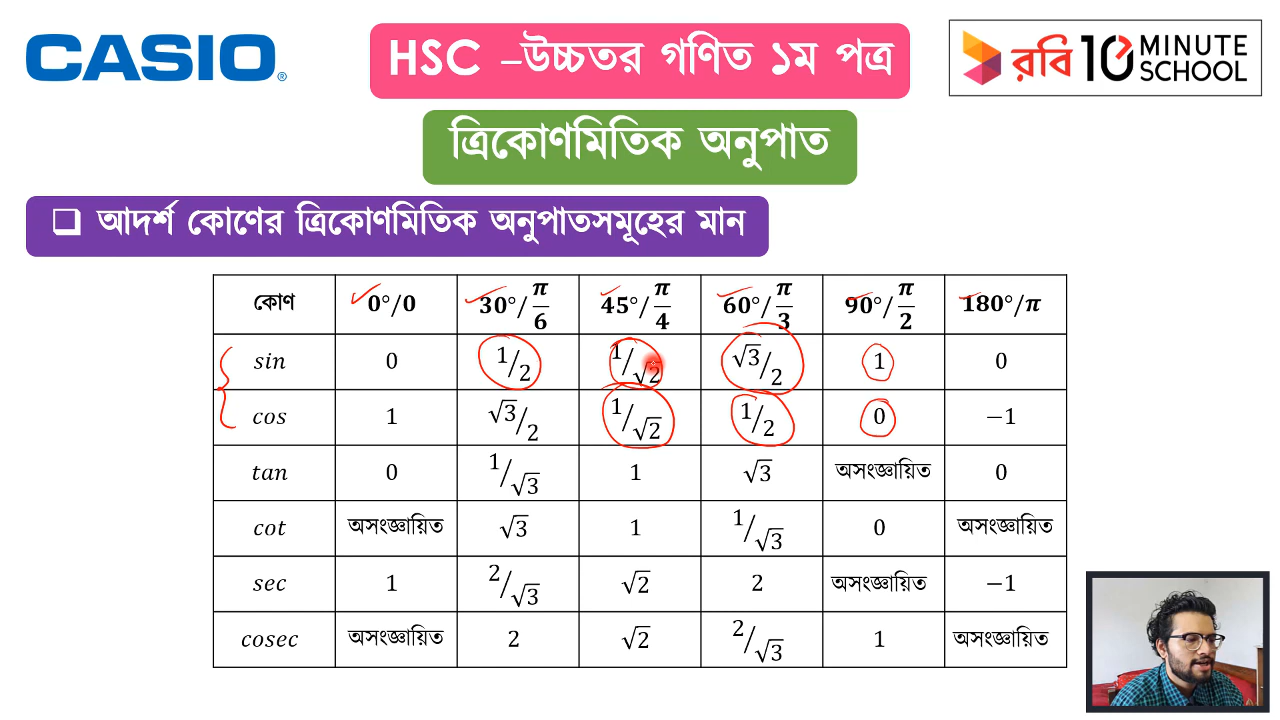 CASIO®
HSC –উচ্চতর গণিত ১ম পত্র
রবি 10 MINUTE SCHOOL
ত্রিকোণমিতিক অনুপাত
❑ আদর্শ কোণের ত্রিকোণমিতিক অনুপাতসমূহের মান
কোণ 0°/0 30°/π/6 45°/π/4 60°/π/3 90°/π/2 180°/π
sin 0 1/2 1/√2 √3/2 1 0
cos 1 √3/2 1/√2 1/2 0 −1
tan 0 1/√3 1 √3 অসংজ্ঞায়িত 0
cot অসংজ্ঞায়িত √3 1 1/√3 0 অসংজ্ঞায়িত
sec 1 2/√3 √2 2 অসংজ্ঞায়িত −1
cosec অসংজ্ঞায়িত 2 √2 2/√3 1 অসংজ্ঞায়িত